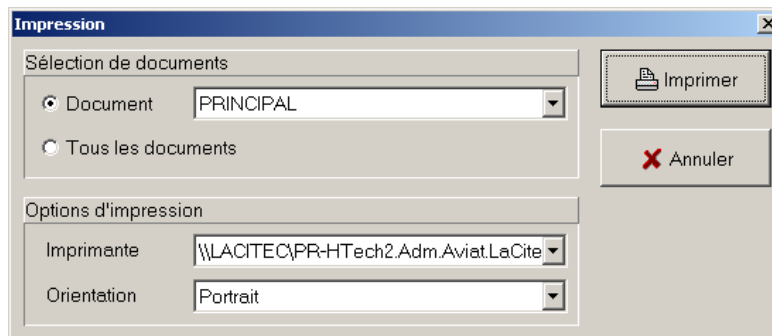 Impression
Sélection de documents
Document PRINCIPAL
Tous les documents
Imprimer
Annuler
Options d'impression
Imprimante \\LACITEC\PR-HTech2.Adm.Aviat.LaCite
Orientation Portrait